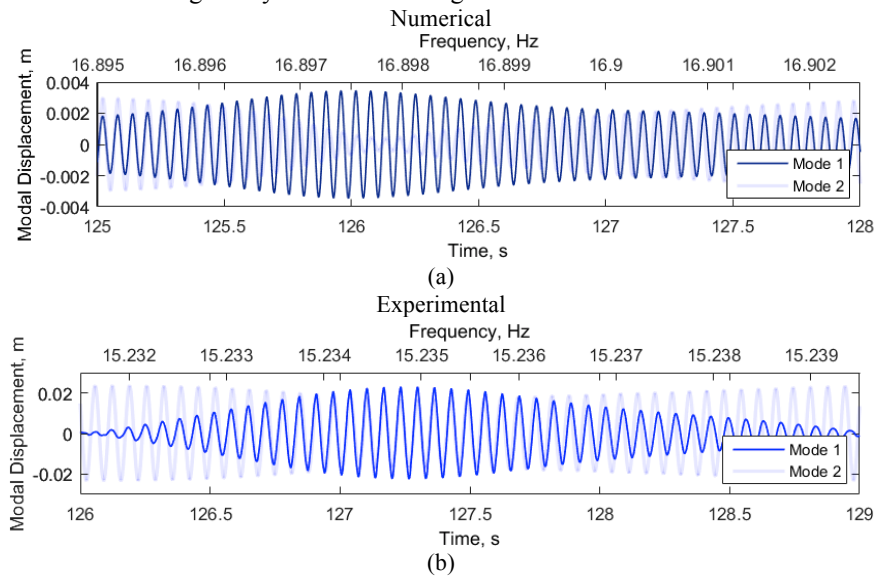 Numerical
Frequency, Hz
16.895 16.896 16.897 16.898 16.899 16.9 16.901 16.902
Modal Displacement, m
0.004
0.002
0
-0.002
-0.004
Mode 1
Mode 2
125 125.5 126 126.5 127 127.5 128
Time, s
(a)
Experimental
Frequency, Hz
15.232 15.233 15.234 15.235 15.236 15.237 15.238 15.239
Modal Displacement, m
0.02
0
-0.02
Mode 1
Mode 2
126 126.5 127 127.5 128 128.5 129
Time, s
(b)